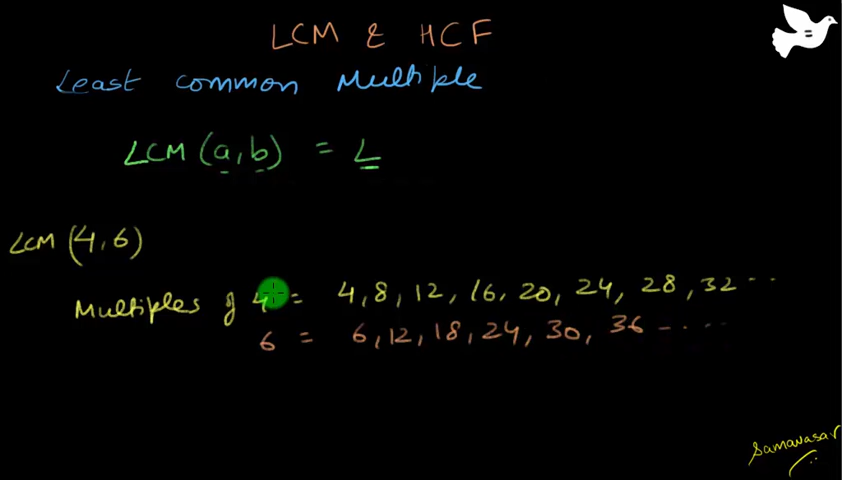 LCM & HCF
Least common Multiple
LCM (a, b) = L
LCM (4, 6)
Multiples of 4 = 4, 8, 12, 16, 20, 24, 28, 32 ...
6 = 6, 12, 18, 24, 30, 36 .....
Samavasar